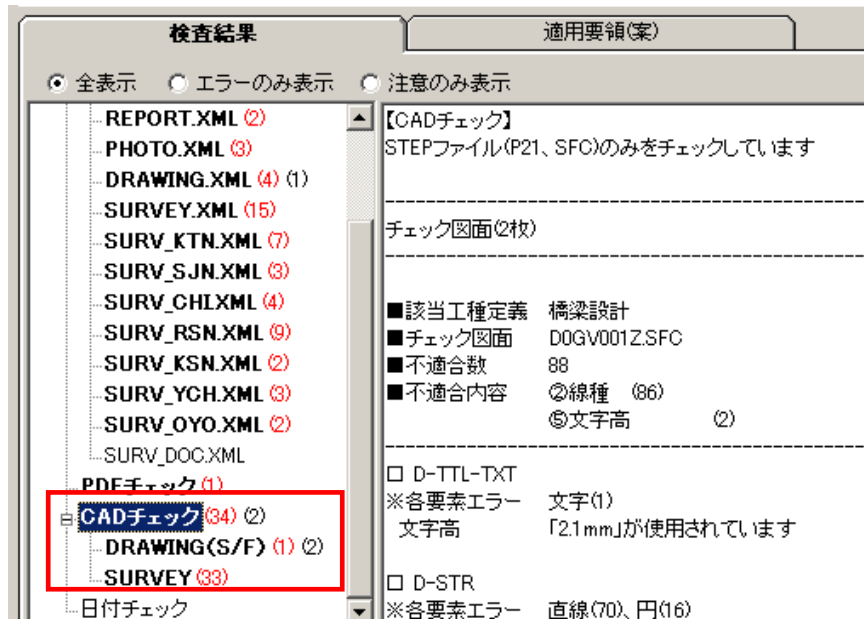 検査結果
適用要領(案)
全表示 エラーのみ表示 注意のみ表示
REPORT.XML (2)
PHOTO.XML (3)
DRAWING.XML (4) (1)
SURVEY.XML (15)
SURV_KTN.XML (7)
SURV_SJN.XML (3)
SURV_CHI.XML (4)
SURV_RSN.XML (9)
SURV_KSN.XML (2)
SURV_YCH.XML (3)
SURV_OYO.XML (2)
SURV_DOC.XML
PDFチェック (1)
CADチェック (34) (2)
DRAWING(S/F) (1) (2)
SURVEY (33)
日付チェック
【CADチェック】
STEPファイル(P21、SFC)のみをチェックしています
チェック図面(2枚)
■該当工種定義 橋梁設計
■チェック図面 D0GV001Z.SFC
■不適合数 88
■不適合内容 ②線種 (86)
⑤文字高 (2)
□ D-TTL-TXT
※各要素エラー 文字(1)
文字高 「2.1mm」が使用されています
□ D-STR
※各要素エラー 直線(70)、円(16)